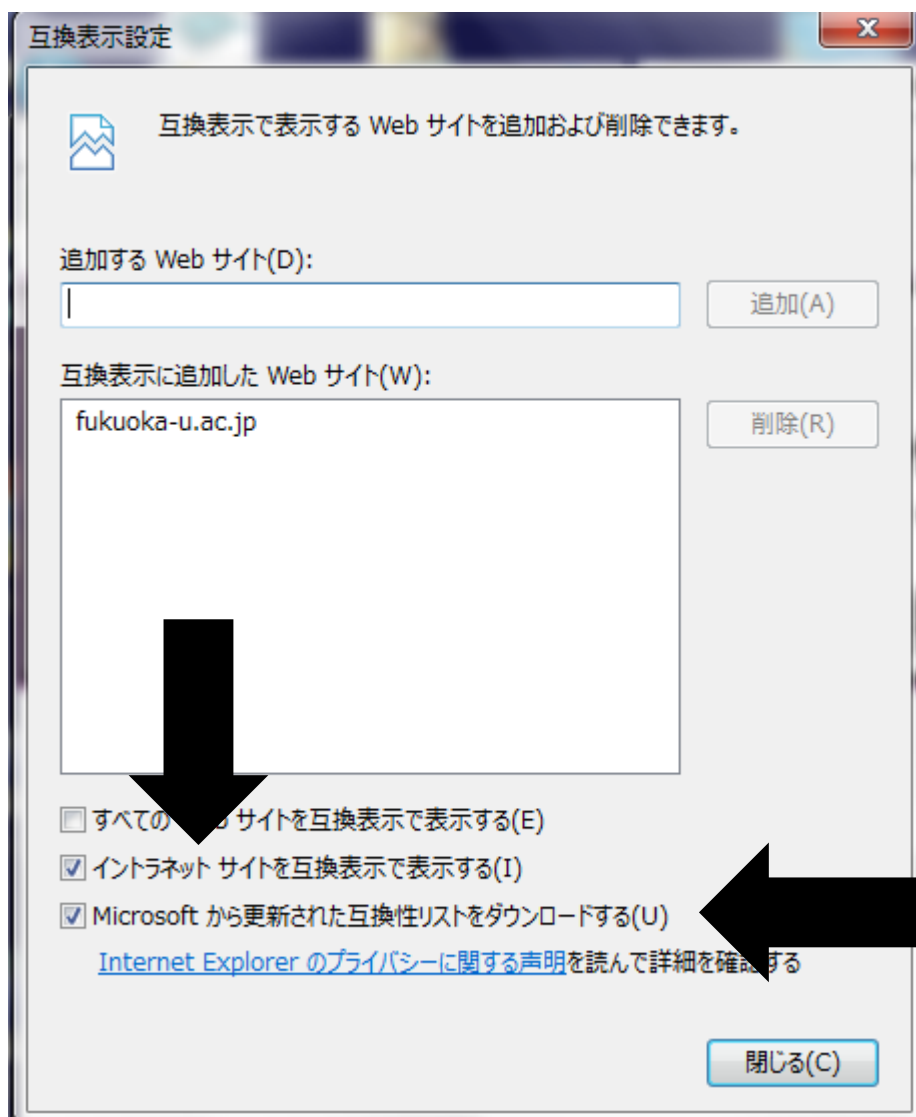 互換表示設定
互換表示で表示する Web サイトを追加および削除できます。
追加する Web サイト(D):
追加(A)
互換表示に追加した Web サイト(W):
fukuoka-u.ac.jp
削除(R)
すべての サイトを互換表示で表示する(E)
イントラネット サイトを互換表示で表示する(I)
Microsoft から更新された互換性リストをダウンロードする(U)
Internet Explorer のプライバシーに関する声明を読んで詳細を確認する
閉じる(C)